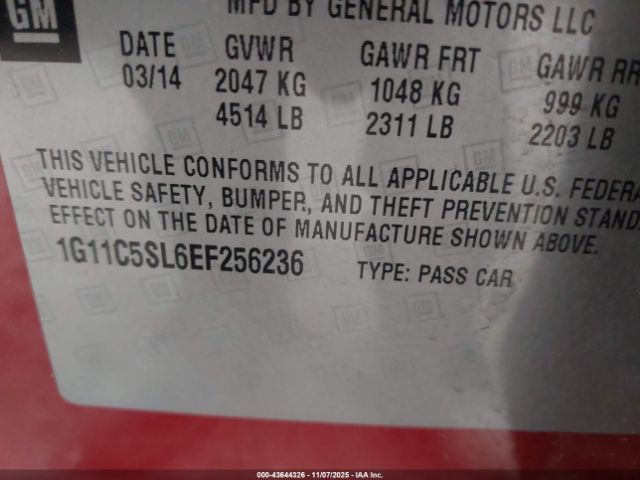 GM
MFD BY GENERAL MOTORS LLC
DATE GVWR GAWR FRT GAWR RR
03/14 2047 KG 1048 KG 999 KG
4514 LB 2311 LB 2203 LB
THIS VEHICLE CONFORMS TO ALL APPLICABLE U.S. FEDERA
VEHICLE SAFETY, BUMPER, AND THEFT PREVENTION STAND
EFFECT ON THE DATE OF MANUFACTURE SHOWN ABOVE.
1G11C5SL6EF256236 TYPE: PASS CAR
000-43644326 - 11/07/2025 - IAA Inc.